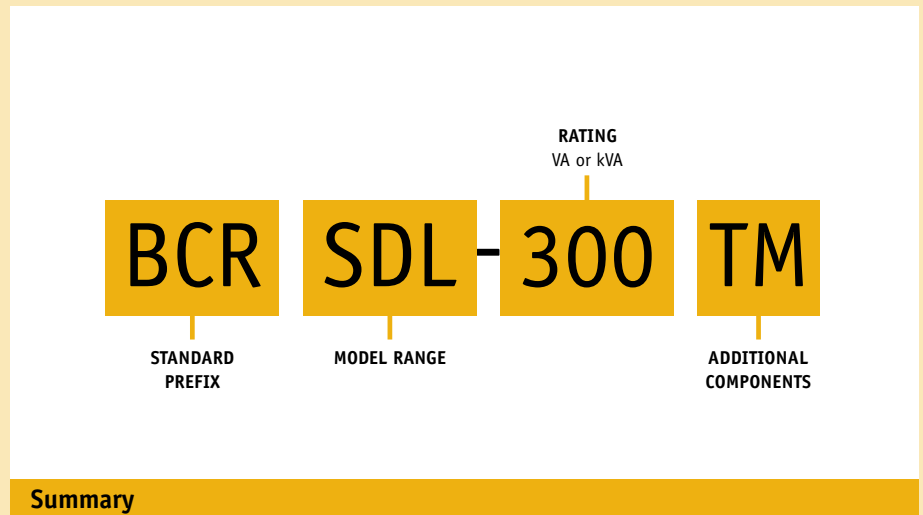 RATING
VA or kVA
BCR SDL-300 TM
STANDARD
PREFIX
MODEL RANGE
ADDITIONAL
COMPONENTS
Summary